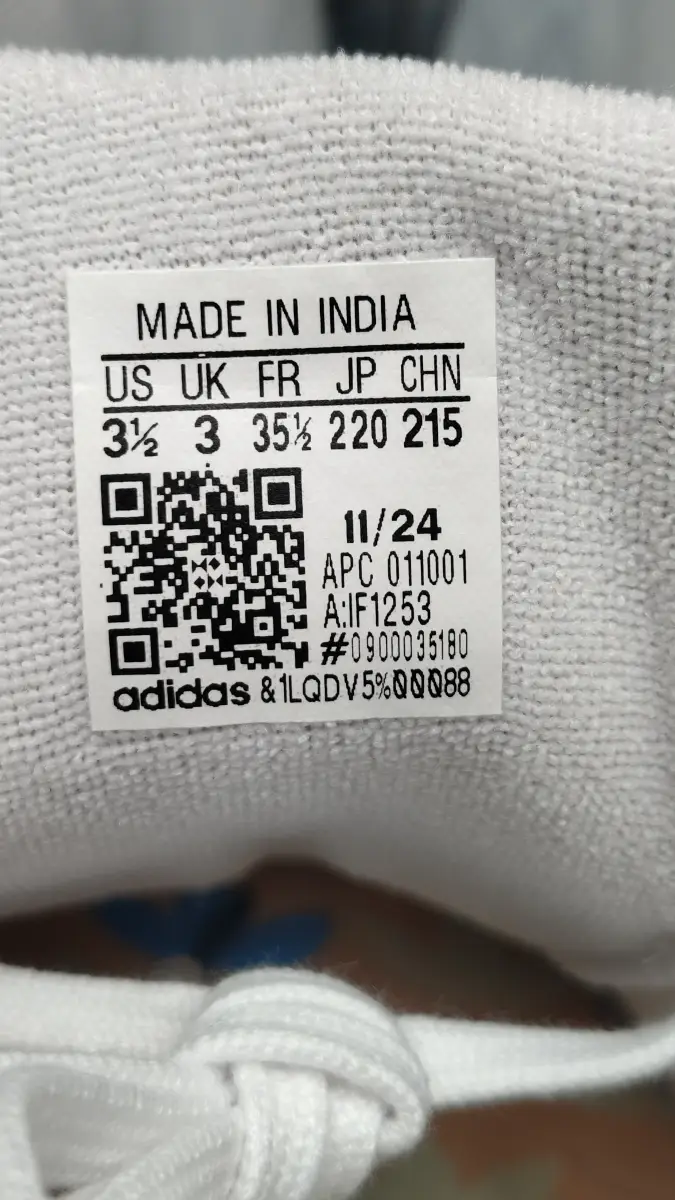 MADE IN INDIA
US UK FR JP CHN
3½ 3 35½ 220 215
11/24
APC 011001
A:IF1253
#0900035180
adidas &1LQDV5%00088